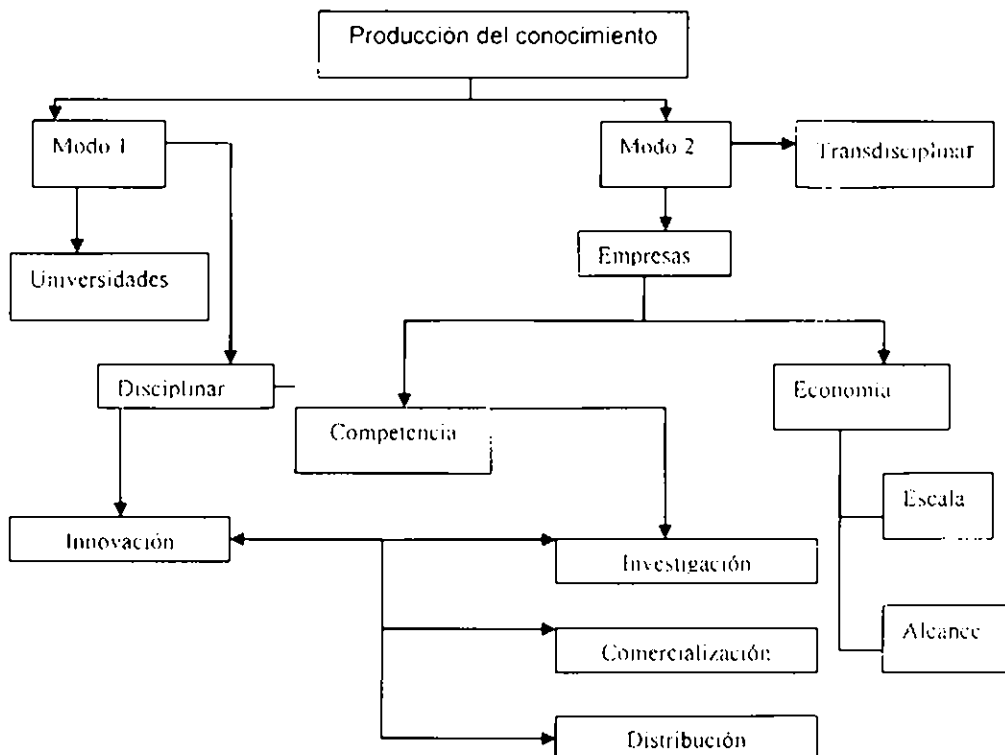 Producción del conocimiento
Modo 1
Modo 2
Transdisciplinar
Universidades
Empresas
Disciplinar
Economía
Competencia
Escala
Innovación
Investigación
Alcance
Comercialización
Distribución